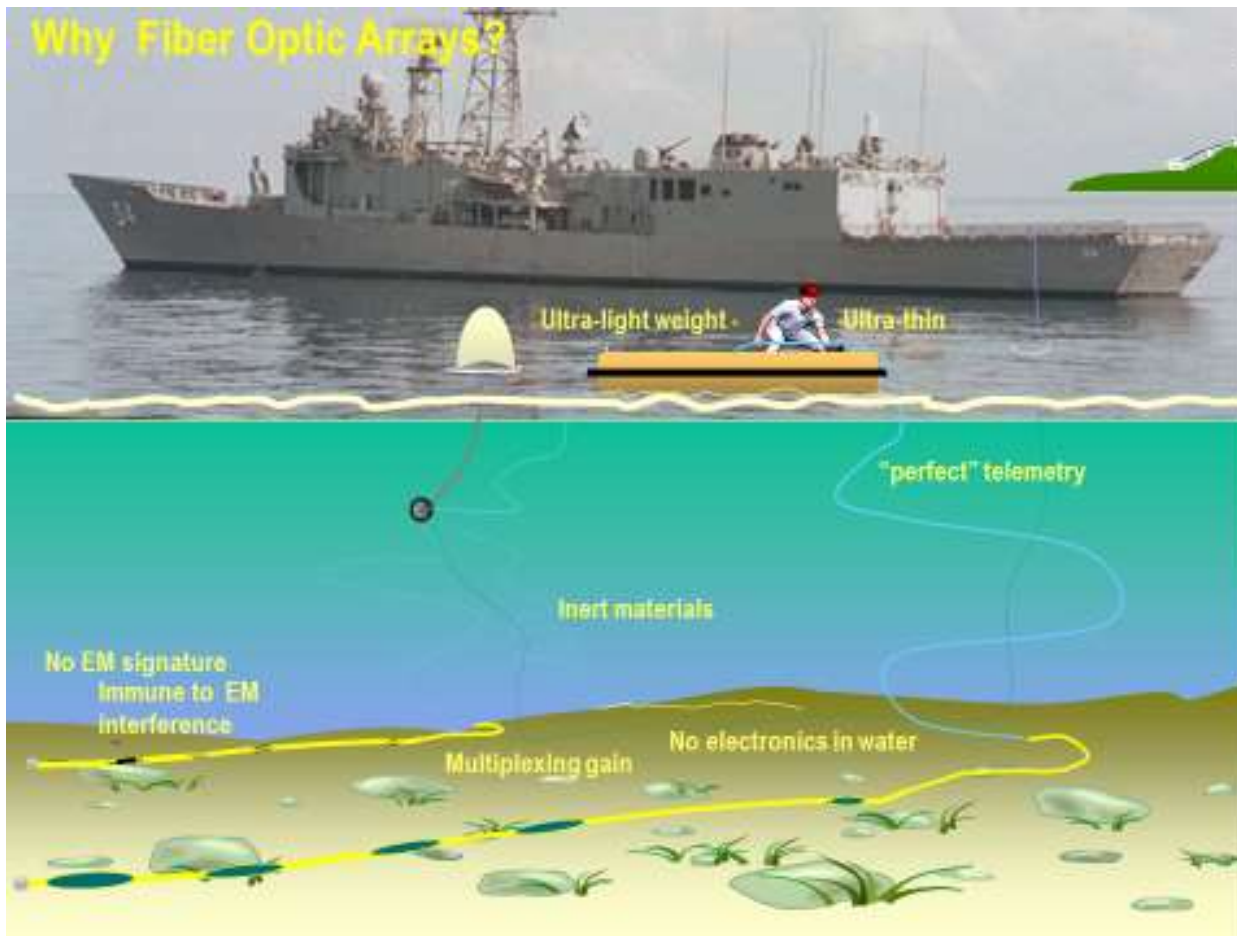 Why Fiber Optic Arrays?
Ultra-light weight - Ultra-thin
"perfect" telemetry
Inert materials
No EM signature
Immune to EM
interference
No electronics in water
Multiplexing gain